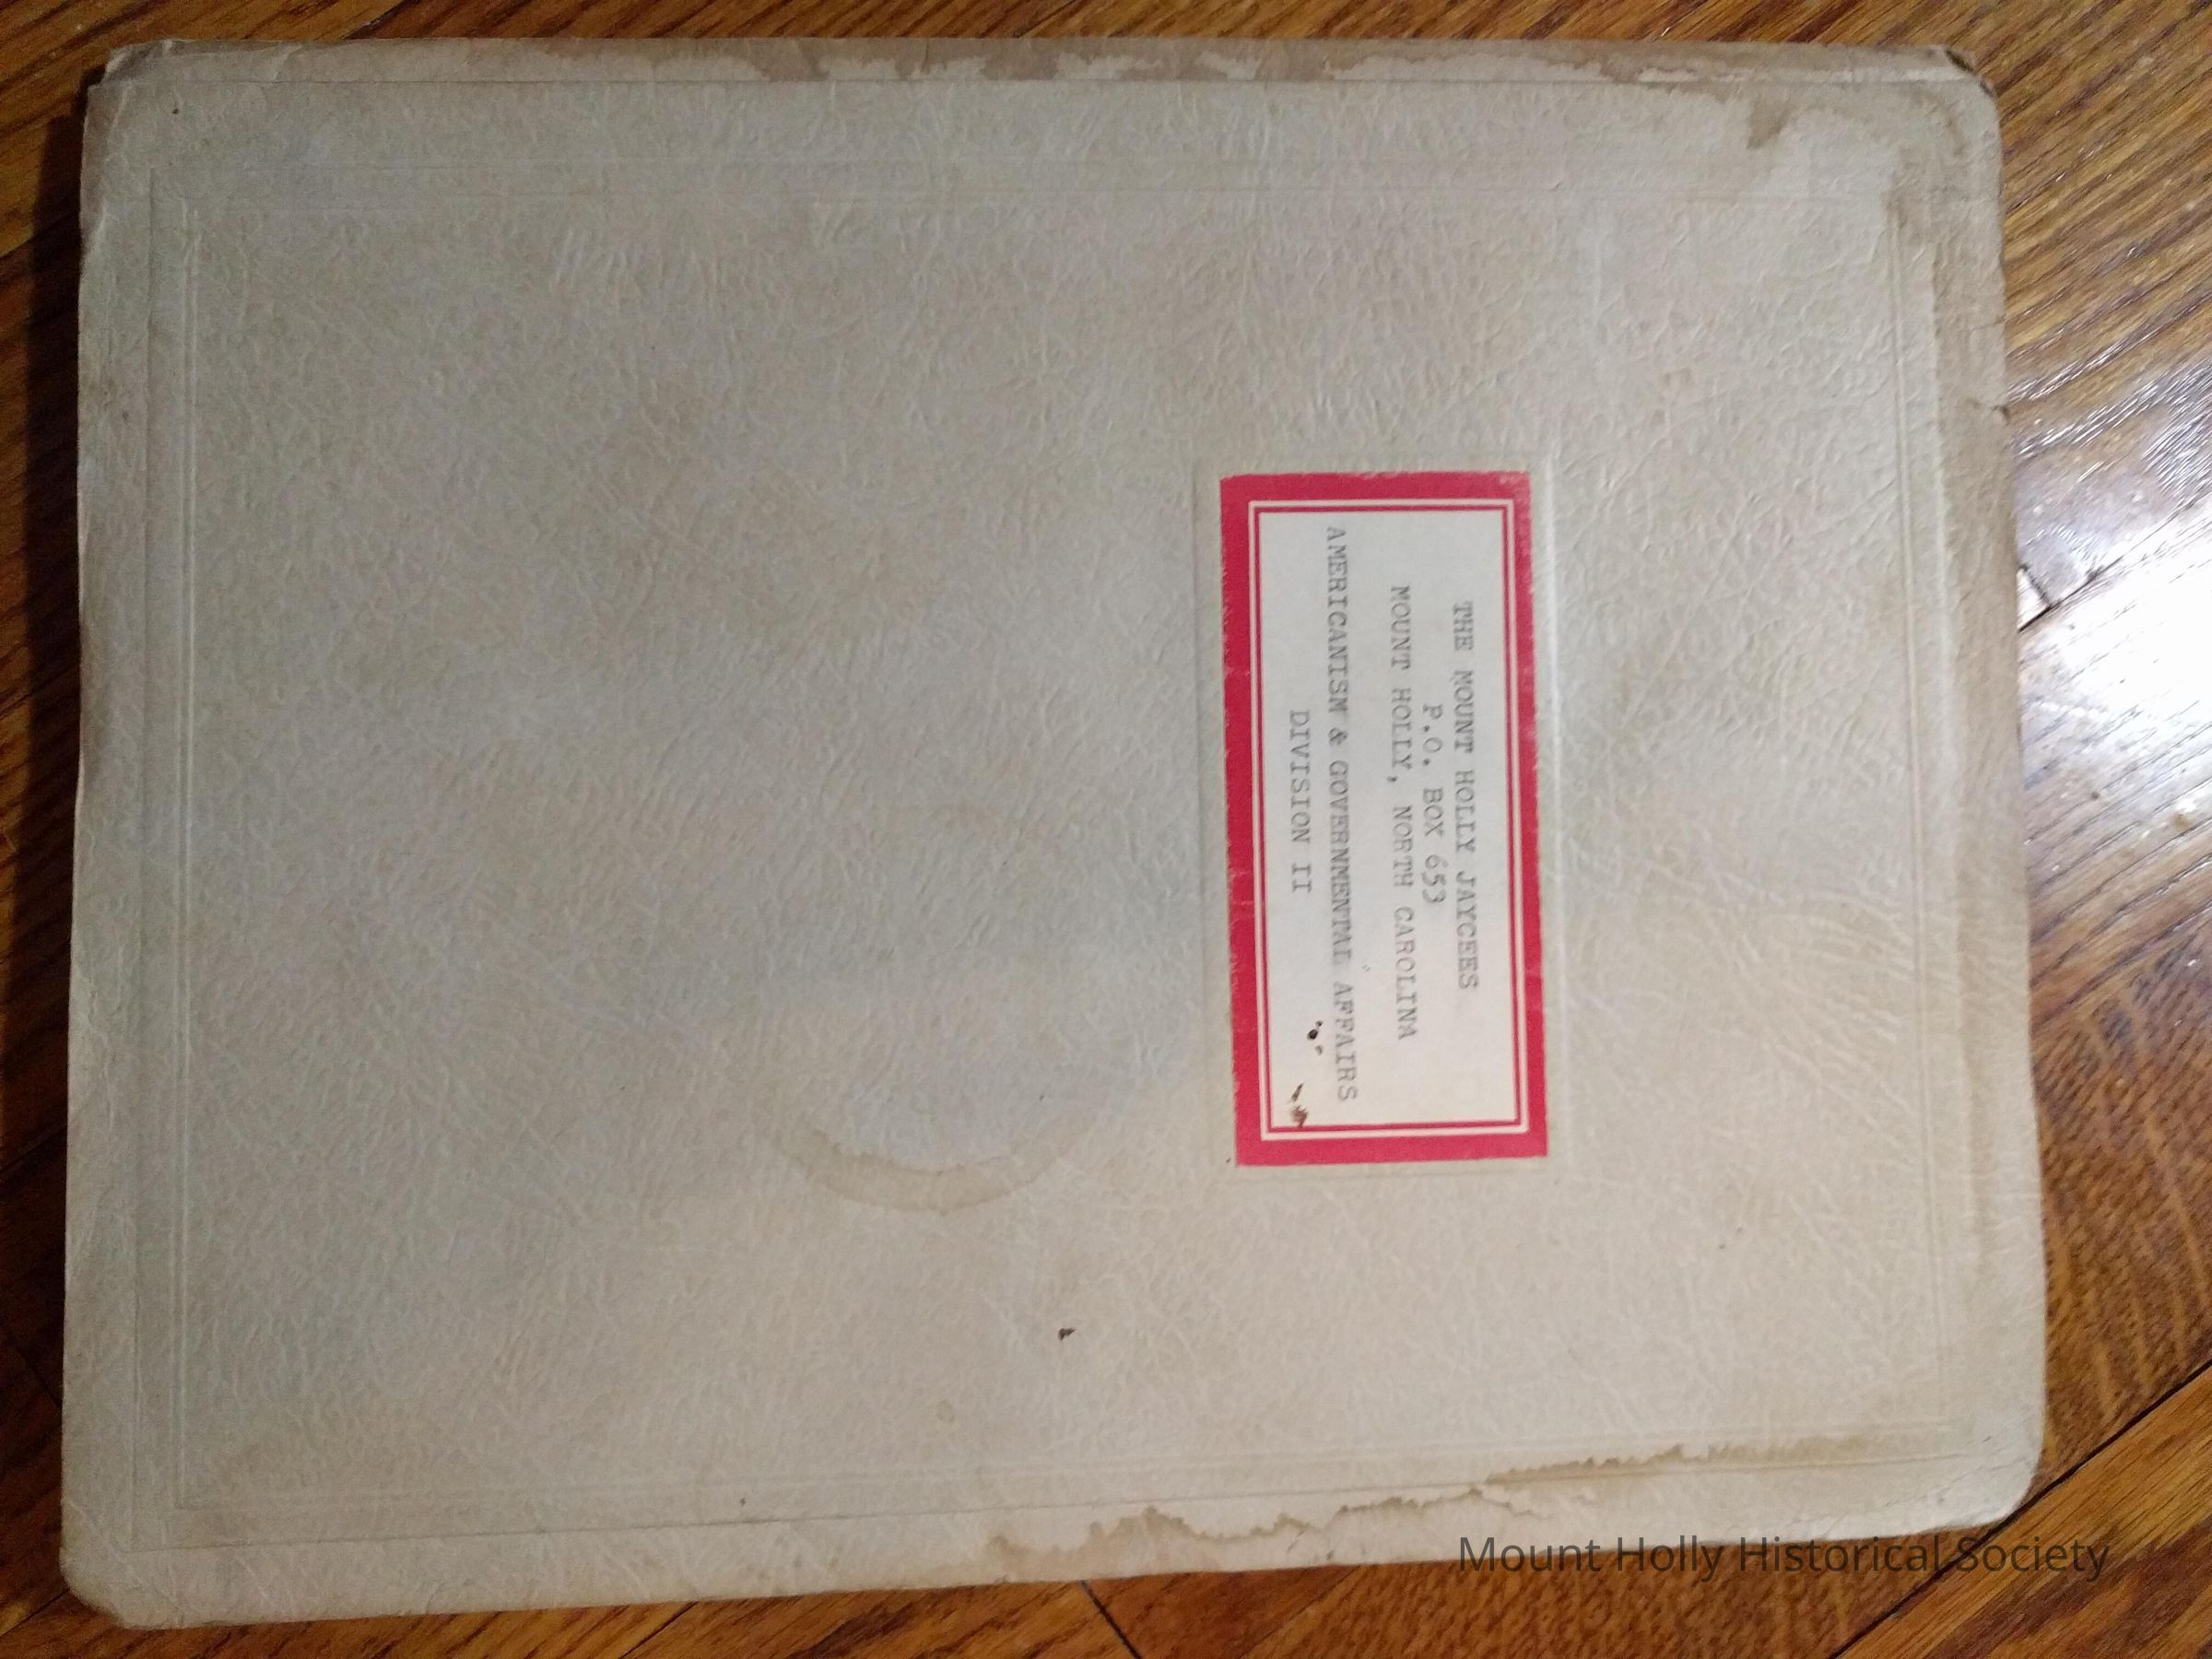 THE MOUNT HOLLY JAYCEES
P.O. BOX 653
MOUNT HOLLY, NORTH CAROLINA
AMERICANISM & GOVERNMENTAL AFFAIRS
DIVISION II
Mount Holly Historical Society